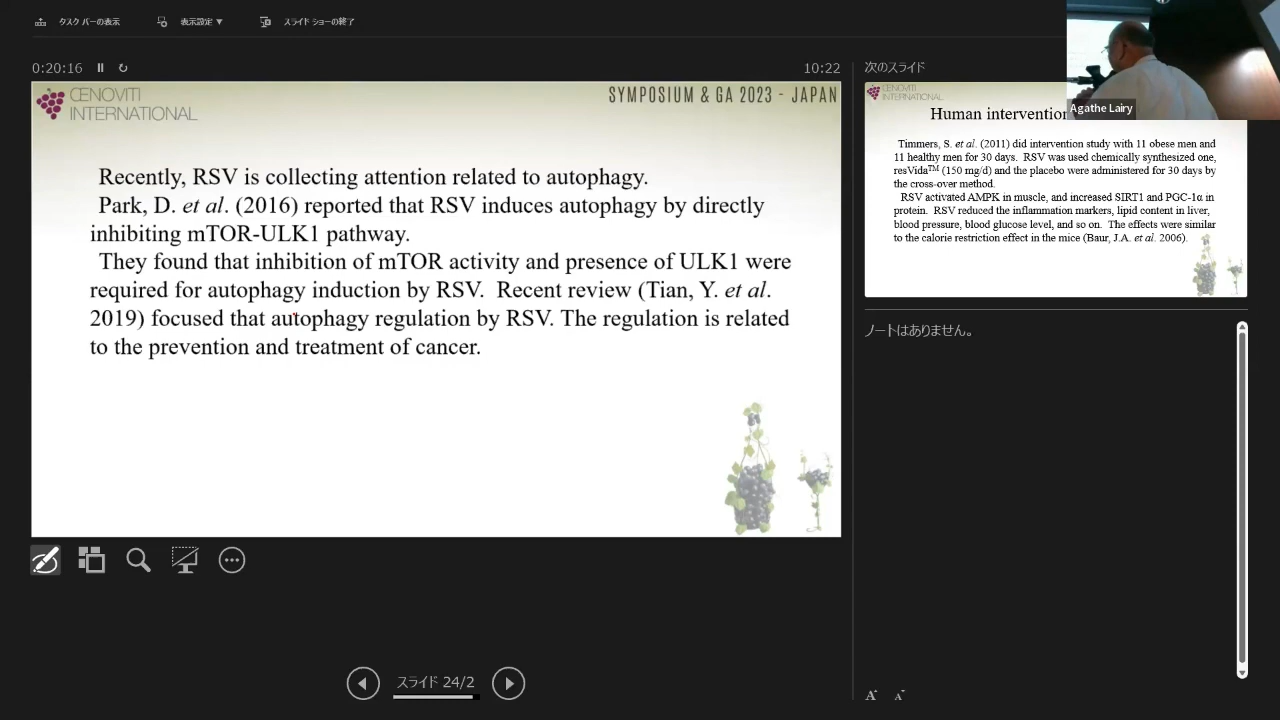 タスク バーの表示
表示設定 ▼
スライド ショーの終了
0:20:16
10:22
CENOVITI
INTERNATIONAL
SYMPOSIUM & GA 2023 - JAPAN
Recently, RSV is collecting attention related to autophagy.
Park, D. et al. (2016) reported that RSV induces autophagy by directly
inhibiting mTOR-ULK1 pathway.
They found that inhibition of mTOR activity and presence of ULK1 were
required for autophagy induction by RSV. Recent review (Tian, Y. et al.
2019) focused that autophagy regulation by RSV. The regulation is related
to the prevention and treatment of cancer.
スライド 24/2
Agathe Lairy
次のスライド
CENOVITI
INTERNATIONAL
Human intervention
Timmers, S. et al. (2011) did intervention study with 11 obese men and
11 healthy men for 30 days. RSV was used chemically synthesized one,
resVida™ (150 mg/d) and the placebo were administered for 30 days by
the cross-over method.
RSV activated AMPK in muscle, and increased SIRT1 and PGC-1α in
protein. RSV reduced the inflammation markers, lipid content in liver,
blood pressure, blood glucose level, and so on. The effects were similar
to the calorie restriction effect in the mice (Baur, J.A. et al. 2006).
ノートはありません。
A A